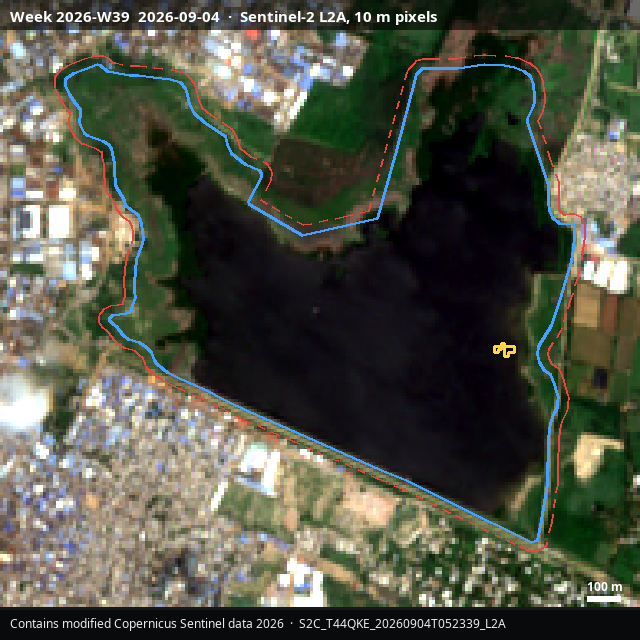 Week 2026-W39  2026-09-04  ·  Sentinel-2 L2A, 10 m pixels
100 m
Contains modified Copernicus Sentinel data 2026  ·  S2C_T44QKE_20260904T052339_L2A